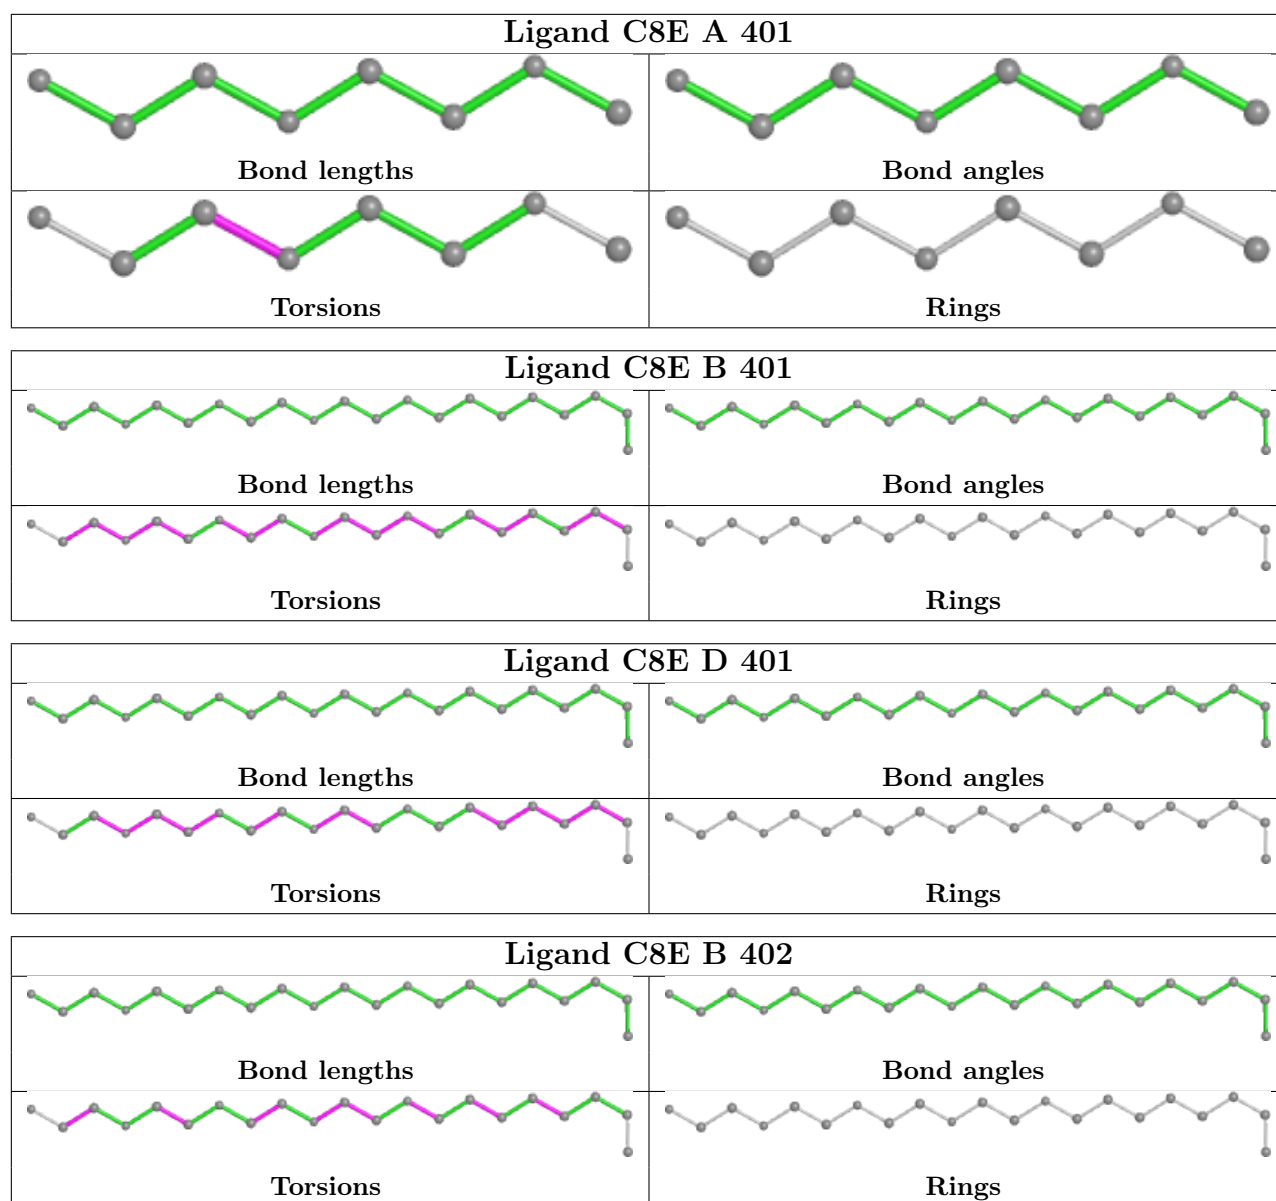 Ligand C8E A 401
Bond lengths
Bond angles
Torsions
Rings
Ligand C8E B 401
Bond lengths
Bond angles
Torsions
Rings
Ligand C8E D 401
Bond lengths
Bond angles
Torsions
Rings
Ligand C8E B 402
Bond lengths
Bond angles
Torsions
Rings